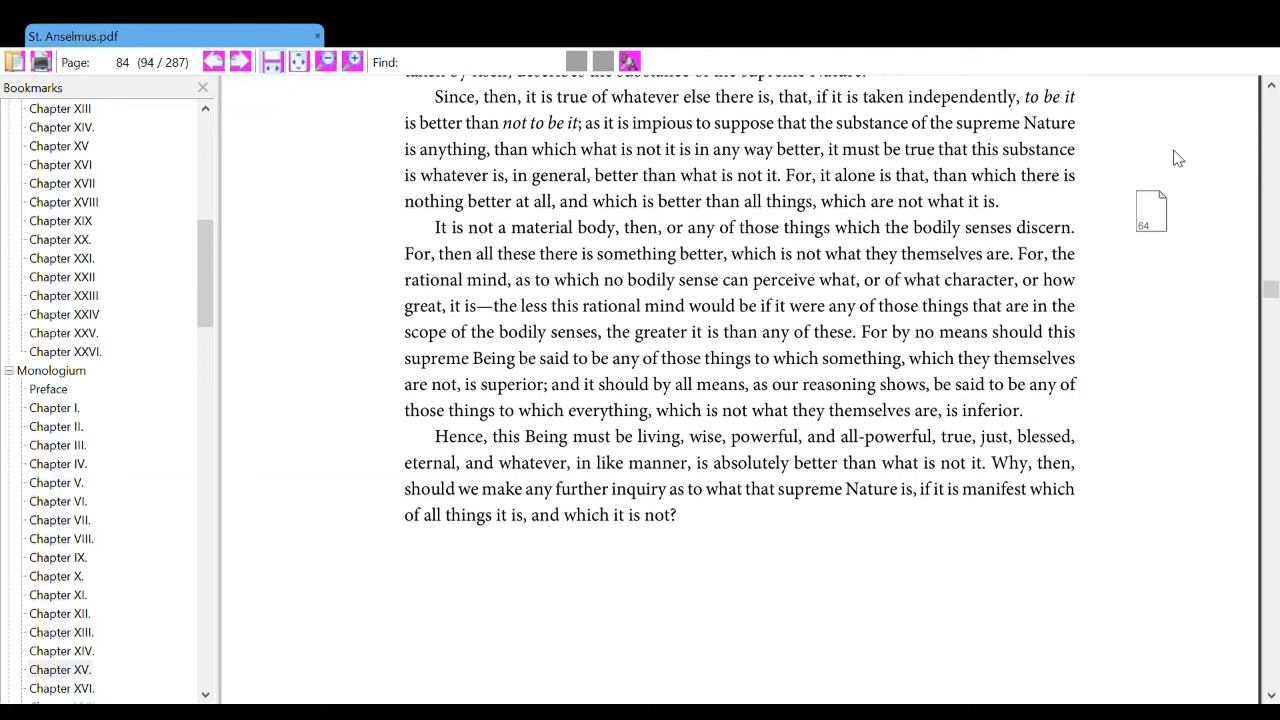 St. Anselmus.pdf
×
Page: 84 (94 / 287) Find:
Bookmarks
Chapter XIII
Chapter XIV.
Chapter XV
Chapter XVI
Chapter XVII
Chapter XVIII
Chapter XIX
Chapter XX.
Chapter XXI.
Chapter XXII
Chapter XXIII
Chapter XXIV
Chapter XXV.
Chapter XXVI.
Monologium
Preface
Chapter I.
Chapter II.
Chapter III.
Chapter IV.
Chapter V.
Chapter VI.
Chapter VII.
Chapter VIII.
Chapter IX.
Chapter X.
Chapter XI.
Chapter XII.
Chapter XIII.
Chapter XIV.
Chapter XV.
Chapter XVI.
taken by itself, describes the substance of the supreme Nature.
Since, then, it is true of whatever else there is, that, if it is taken independently, to be it
is better than not to be it; as it is impious to suppose that the substance of the supreme Nature
is anything, than which what is not it is in any way better, it must be true that this substance
is whatever is, in general, better than what is not it. For, it alone is that, than which there is
nothing better at all, and which is better than all things, which are not what it is.
It is not a material body, then, or any of those things which the bodily senses discern.
For, then all these there is something better, which is not what they themselves are. For, the
rational mind, as to which no bodily sense can perceive what, or of what character, or how
great, it is—the less this rational mind would be if it were any of those things that are in the
scope of the bodily senses, the greater it is than any of these. For by no means should this
supreme Being be said to be any of those things to which something, which they themselves
are not, is superior; and it should by all means, as our reasoning shows, be said to be any of
those things to which everything, which is not what they themselves are, is inferior.
Hence, this Being must be living, wise, powerful, and all-powerful, true, just, blessed,
eternal, and whatever, in like manner, is absolutely better than what is not it. Why, then,
should we make any further inquiry as to what that supreme Nature is, if it is manifest which
of all things it is, and which it is not?
64